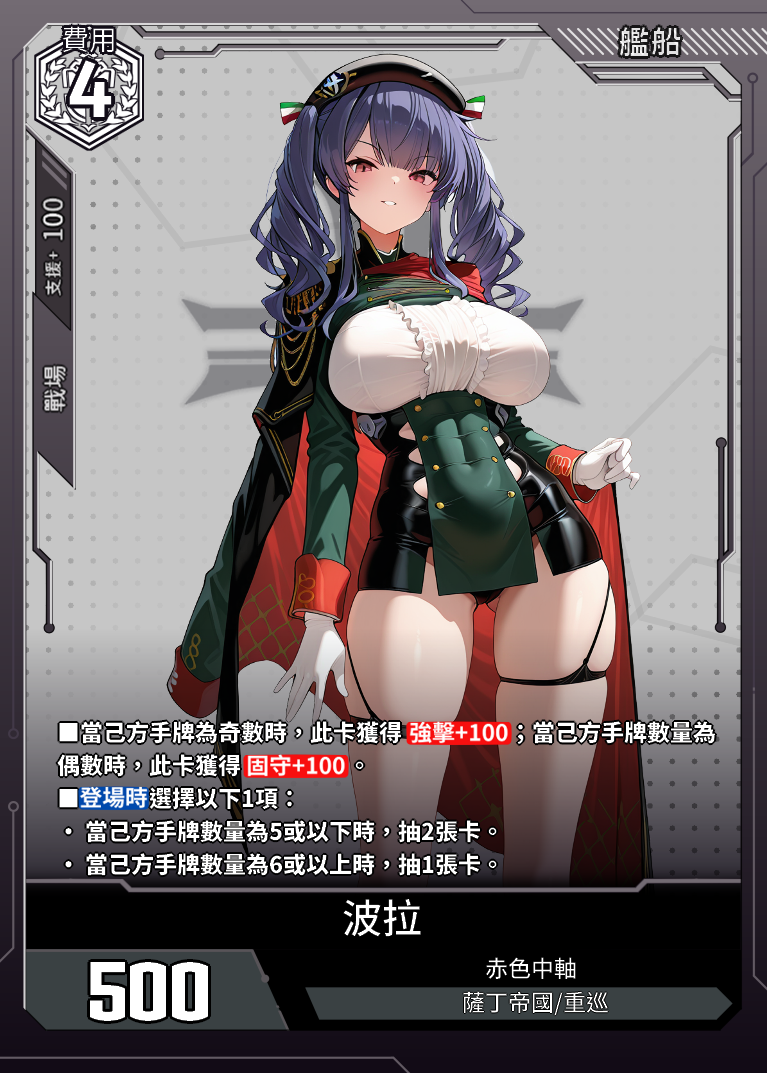 費用
4
艦船
支援+ 100
戰場
■當己方手牌為奇數時，此卡獲得 強擊+100；當己方手牌數量為
偶數時，此卡獲得 固守+100。
■登場時選擇以下1項：
・ 當己方手牌數量為5或以下時，抽2張卡。
・ 當己方手牌數量為6或以上時，抽1張卡。
波拉
500
赤色中軸
薩丁帝國/重巡